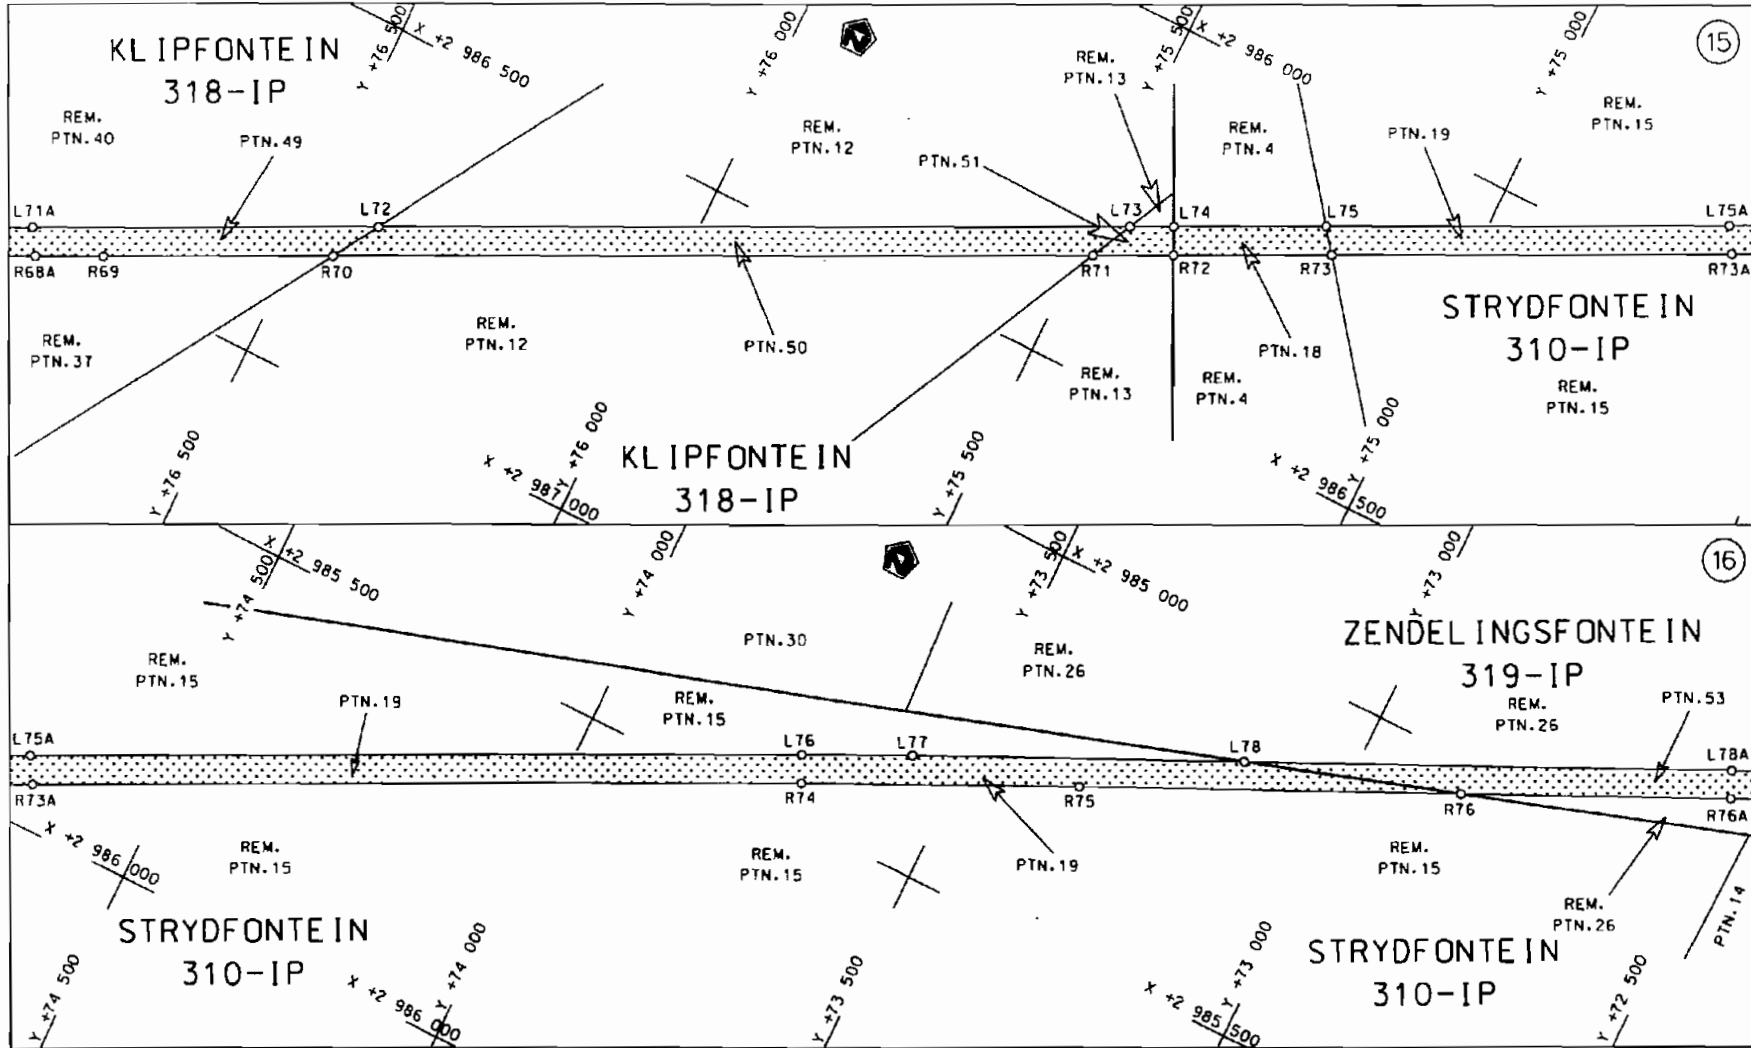 KLIPFONTEIN
318-IP
Y +76 500
X +2 986 500
Y +76 000
N
Y +75 500
X +2 986 000
Y +75 000
15
REM.
PTN.13
REM.
PTN.40
PTN.49
REM.
PTN.12
PTN.51
REM.
PTN.4
PTN.19
REM.
PTN.15
L71A
L72
L73
L74
L75
L75A
R68A
R69
R70
R71
R72
R73
R73A
REM.
PTN.37
REM.
PTN.12
PTN.50
REM.
PTN.13
REM.
PTN.4
PTN.18
STRYDFONTEIN
310-IP
REM.
PTN.15
Y +76 500
X +2 987 000
Y +76 000
KLIPFONTEIN
318-IP
Y +75 500
X +2 986 500
Y +75 000
Y +74 500
X +2 985 500
Y +74 000
N
Y +73 500
X +2 985 000
Y +73 000
16
REM.
PTN.15
PTN.19
PTN.30
REM.
PTN.15
REM.
PTN.26
ZENDELINGSFONTEIN
319-IP
REM.
PTN.26
PTN.53
L75A
L76
L77
L78
L78A
R73A
R74
R75
R76
R76A
X +2 986 000
REM.
PTN.15
REM.
PTN.15
PTN.19
REM.
PTN.15
REM.
PTN.26
PTN.14
STRYDFONTEIN
310-IP
STRYDFONTEIN
310-IP
Y +74 500
X +2 986 000
Y +74 000
Y +73 500
X +2 985 500
Y +73 000
Y +72 500